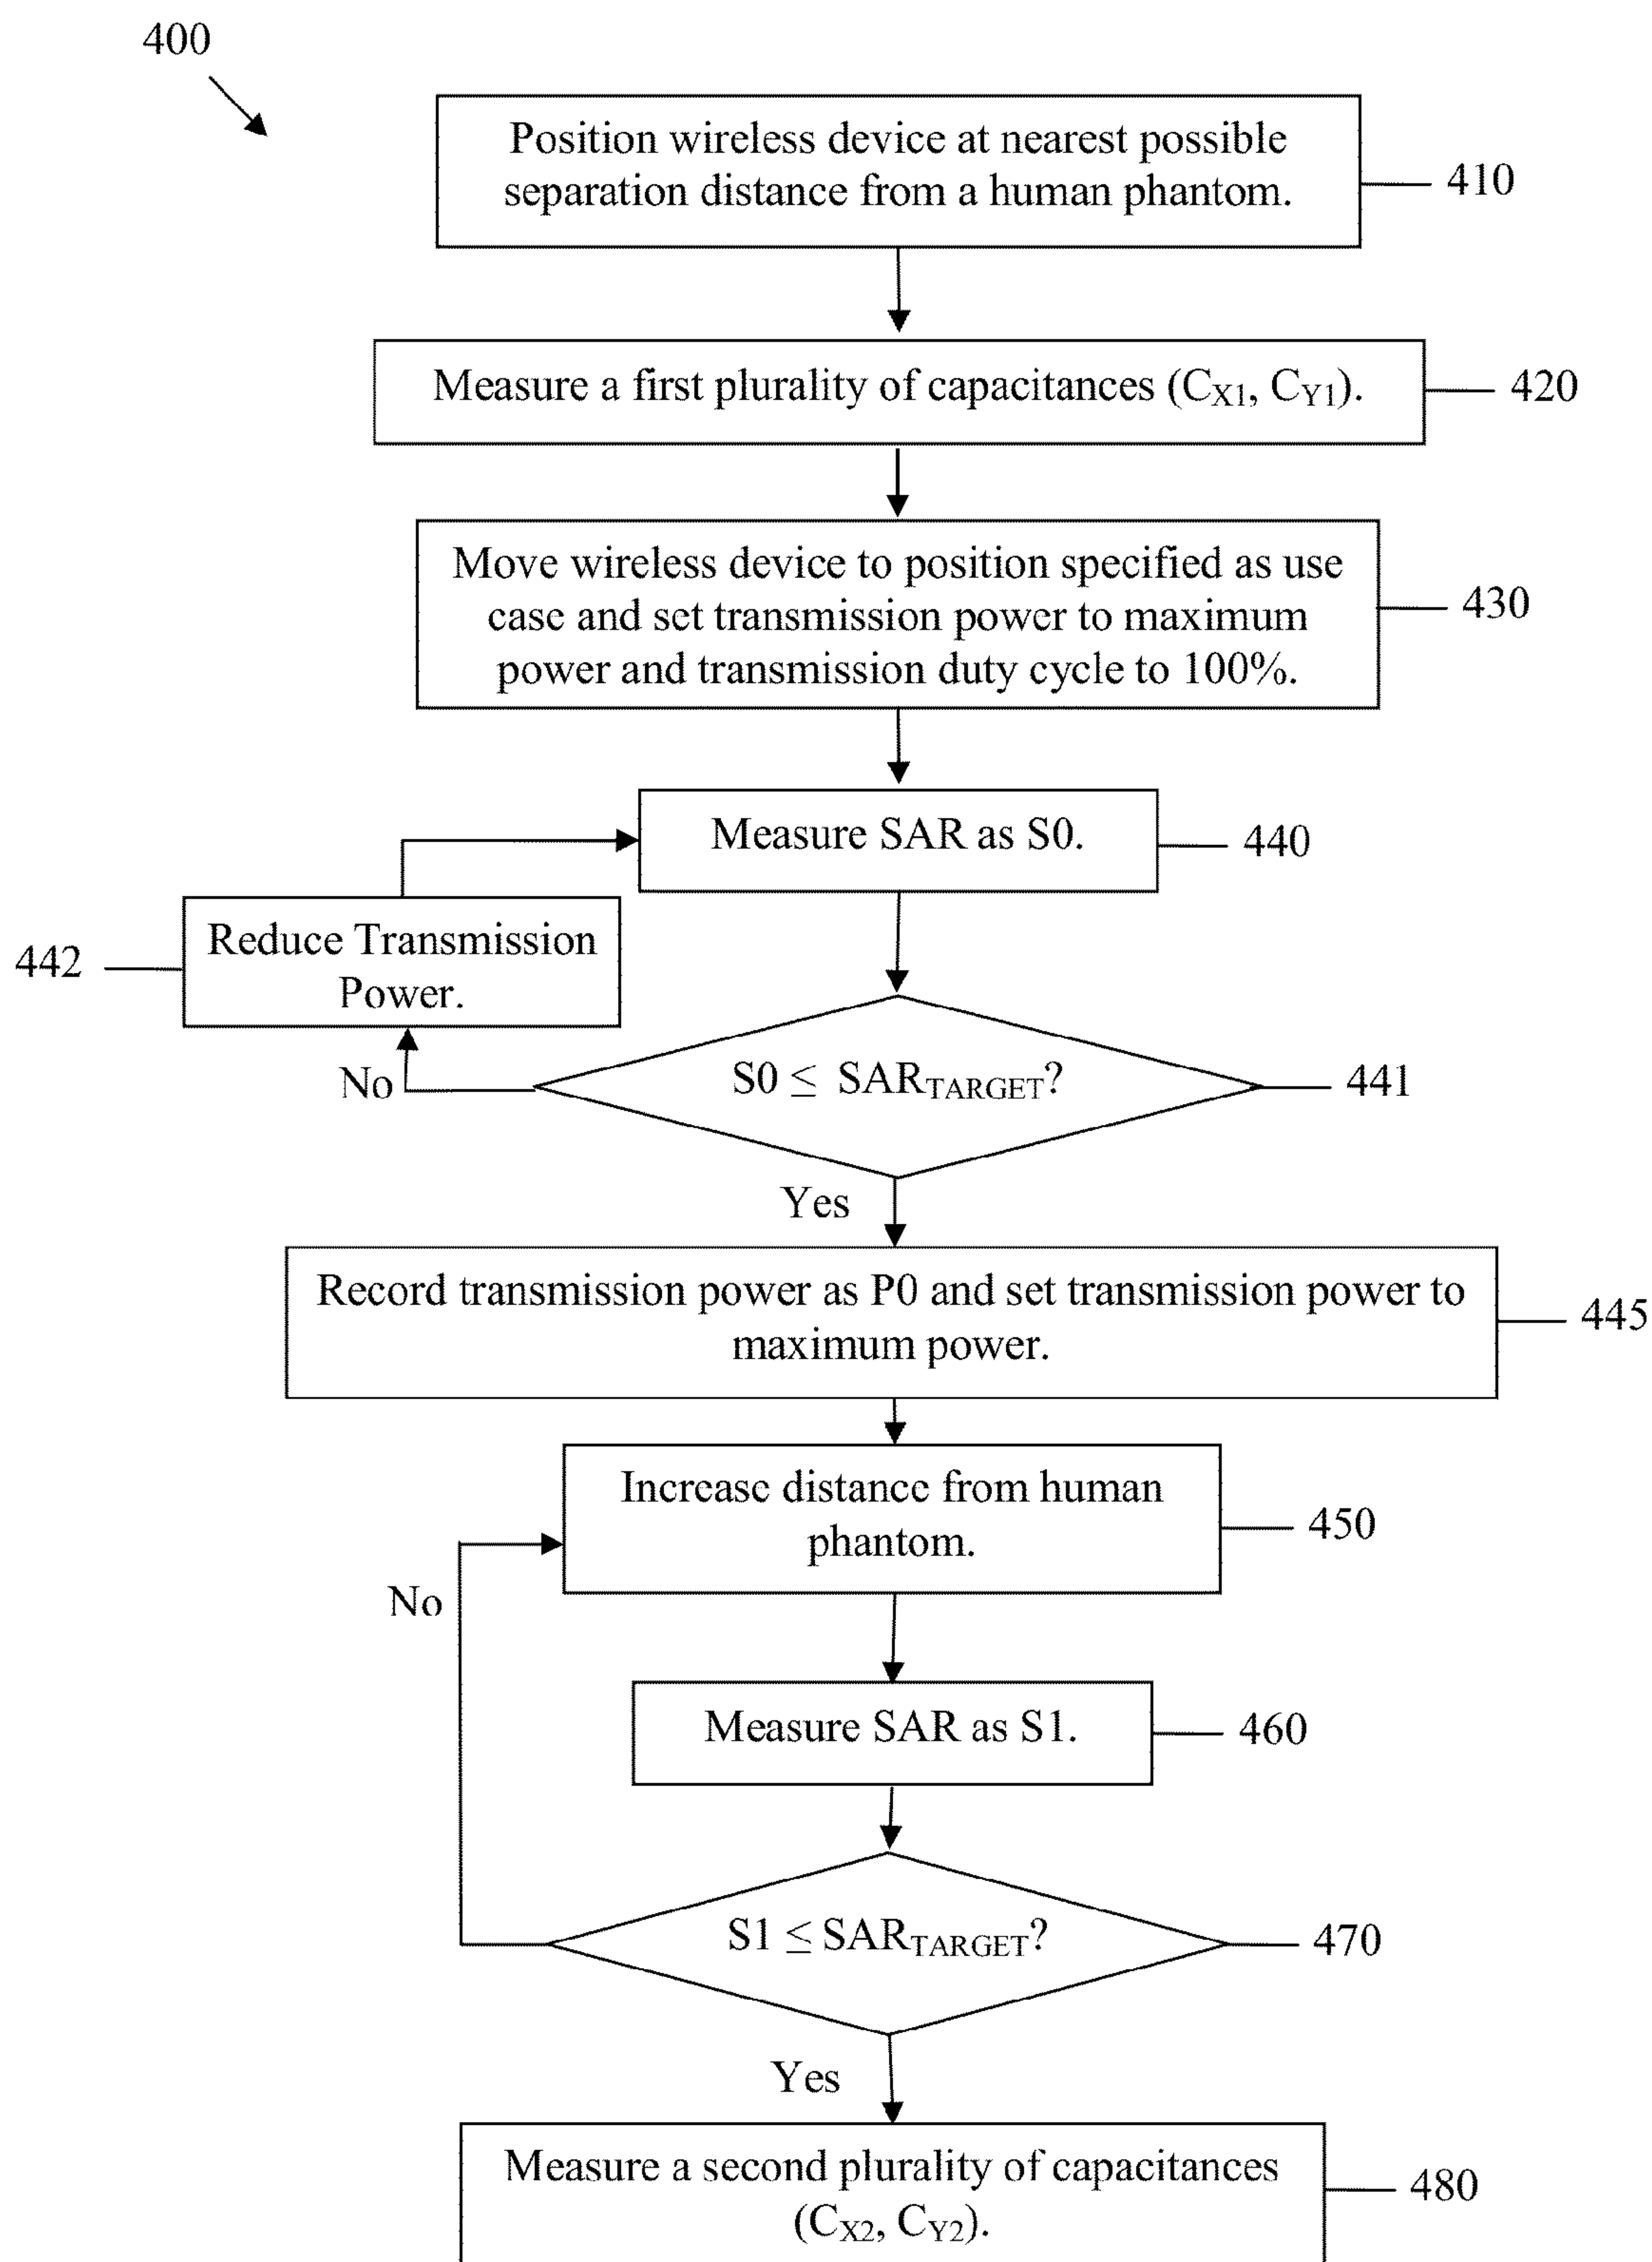 400
Position wireless device at nearest possible
separation distance from a human phantom.
410
Measure a first plurality of capacitances (CX1, CY1).
420
Move wireless device to position specified as use
case and set transmission power to maximum
power and transmission duty cycle to 100%.
430
Measure SAR as S0.
440
Reduce Transmission
Power.
442
S0 ≤ SARTARGET?
441
No
Yes
Record transmission power as P0 and set transmission power to
maximum power.
445
Increase distance from human
phantom.
450
No
Measure SAR as S1.
460
S1 ≤ SARTARGET?
470
Yes
Measure a second plurality of capacitances
(CX2, CY2).
480